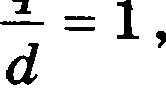 /d = 1,